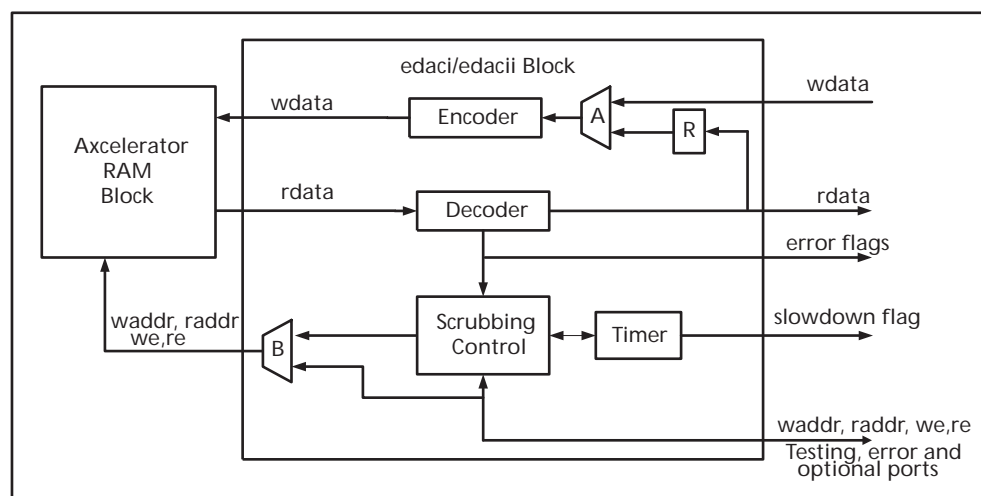 edaci/edacii Block
wdata
wdata
Encoder
A
R
Axcelerator
RAM
Block
rdata
Decoder
rdata
error flags
waddr, raddr
we,re
B
Scrubbing
Control
Timer
slowdown flag
waddr, raddr, we,re
Testing, error and
optional ports